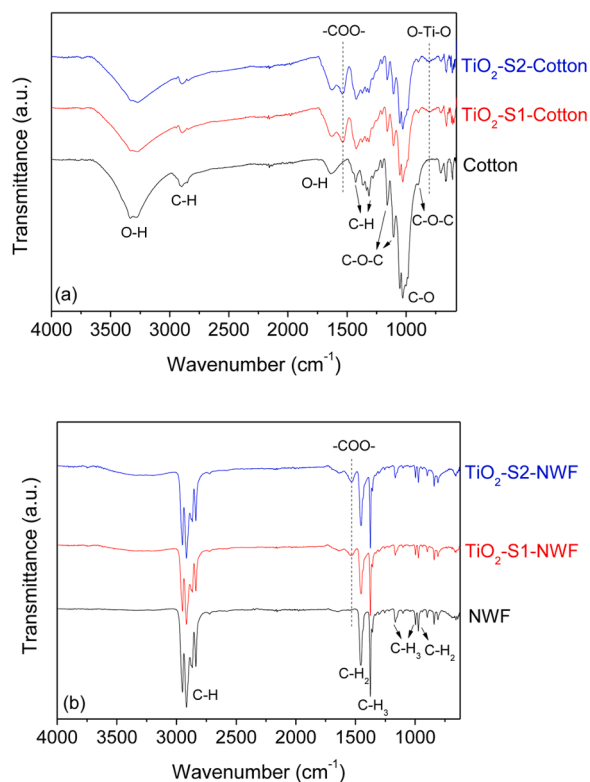 -COO-
O-Ti-O
TiO2-S2-Cotton
TiO2-S1-Cotton
Cotton
O-H
C-H
O-H
C-H
C-O-C
C-O-C
C-O
(a)
Transmittance (a.u.)
4000 3500 3000 2500 2000 1500 1000
Wavenumber (cm-1)
-COO-
TiO2-S2-NWF
TiO2-S1-NWF
NWF
C-H
C-H2
C-H3
C-H3
C-H2
(b)
Transmittance (a.u.)
4000 3500 3000 2500 2000 1500 1000
Wavenumber (cm-1)